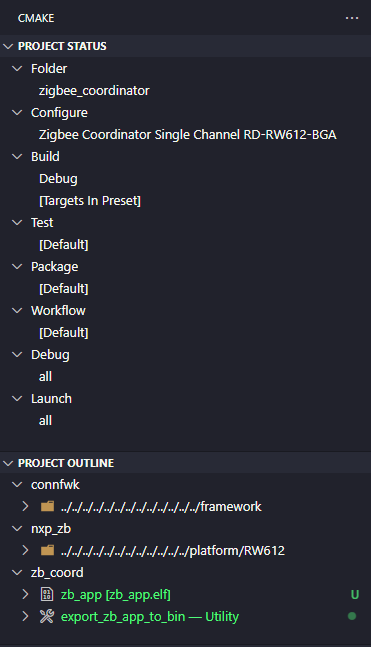 CMAKE
PROJECT STATUS
Folder
zigbee_coordinator
Configure
Zigbee Coordinator Single Channel RD-RW612-BGA
Build
Debug
[Targets In Preset]
Test
[Default]
Package
[Default]
Workflow
[Default]
Debug
all
Launch
all
PROJECT OUTLINE
connfwk
../../../../../../../../../../../../../framework
nxp_zb
../../../../../../../../../../../../platform/RW612
zb_coord
zb_app [zb_app.elf] U
export_zb_app_to_bin — Utility